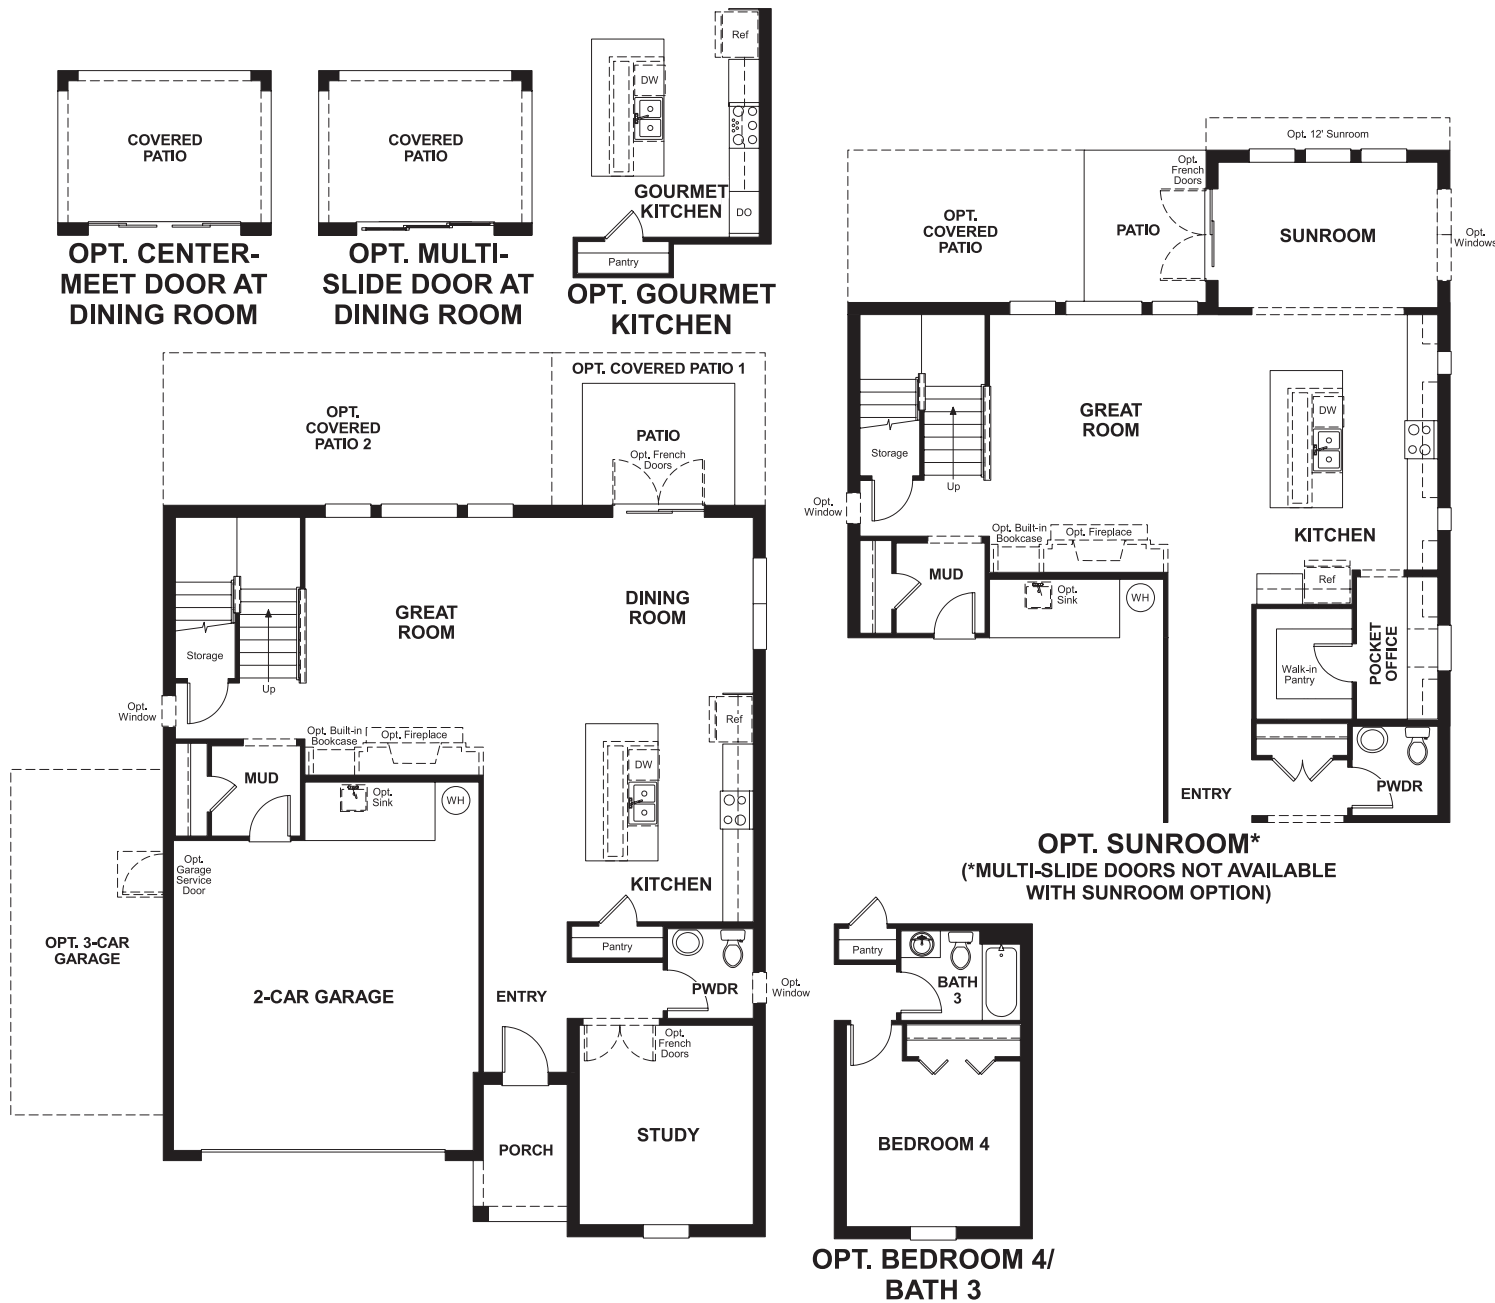 COVERED
PATIO
OPT. CENTER-
MEET DOOR AT
DINING ROOM
COVERED
PATIO
OPT. MULTI-
SLIDE DOOR AT
DINING ROOM
Ref
DW
GOURMET
KITCHEN
DO
Pantry
OPT. GOURMET
KITCHEN
OPT. COVERED PATIO 1
OPT.
COVERED
PATIO 2
PATIO
Opt. French
Doors
GREAT
ROOM
DINING
ROOM
Storage
Up
Opt.
Window
Opt. Built-in
Bookcase
Opt. Fireplace
Ref
MUD
DW
Opt.
Sink
WH
Opt.
Garage
Service
Door
KITCHEN
OPT. 3-CAR
GARAGE
Pantry
2-CAR GARAGE
ENTRY
PWDR
Opt.
Window
Opt.
French
Doors
STUDY
PORCH
Opt. 12' Sunroom
Opt.
French
Doors
OPT.
COVERED
PATIO
PATIO
SUNROOM
Opt.
Windows
GREAT
ROOM
DW
Storage
Up
Opt.
Window
Opt. Built-in
Bookcase
Opt. Fireplace
KITCHEN
MUD
Ref
Opt.
Sink
WH
Walk-in
Pantry
POCKET
OFFICE
ENTRY
PWDR
OPT. SUNROOM*
(*MULTI-SLIDE DOORS NOT AVAILABLE
WITH SUNROOM OPTION)
Pantry
BATH
3
BEDROOM 4
OPT. BEDROOM 4/
BATH 3